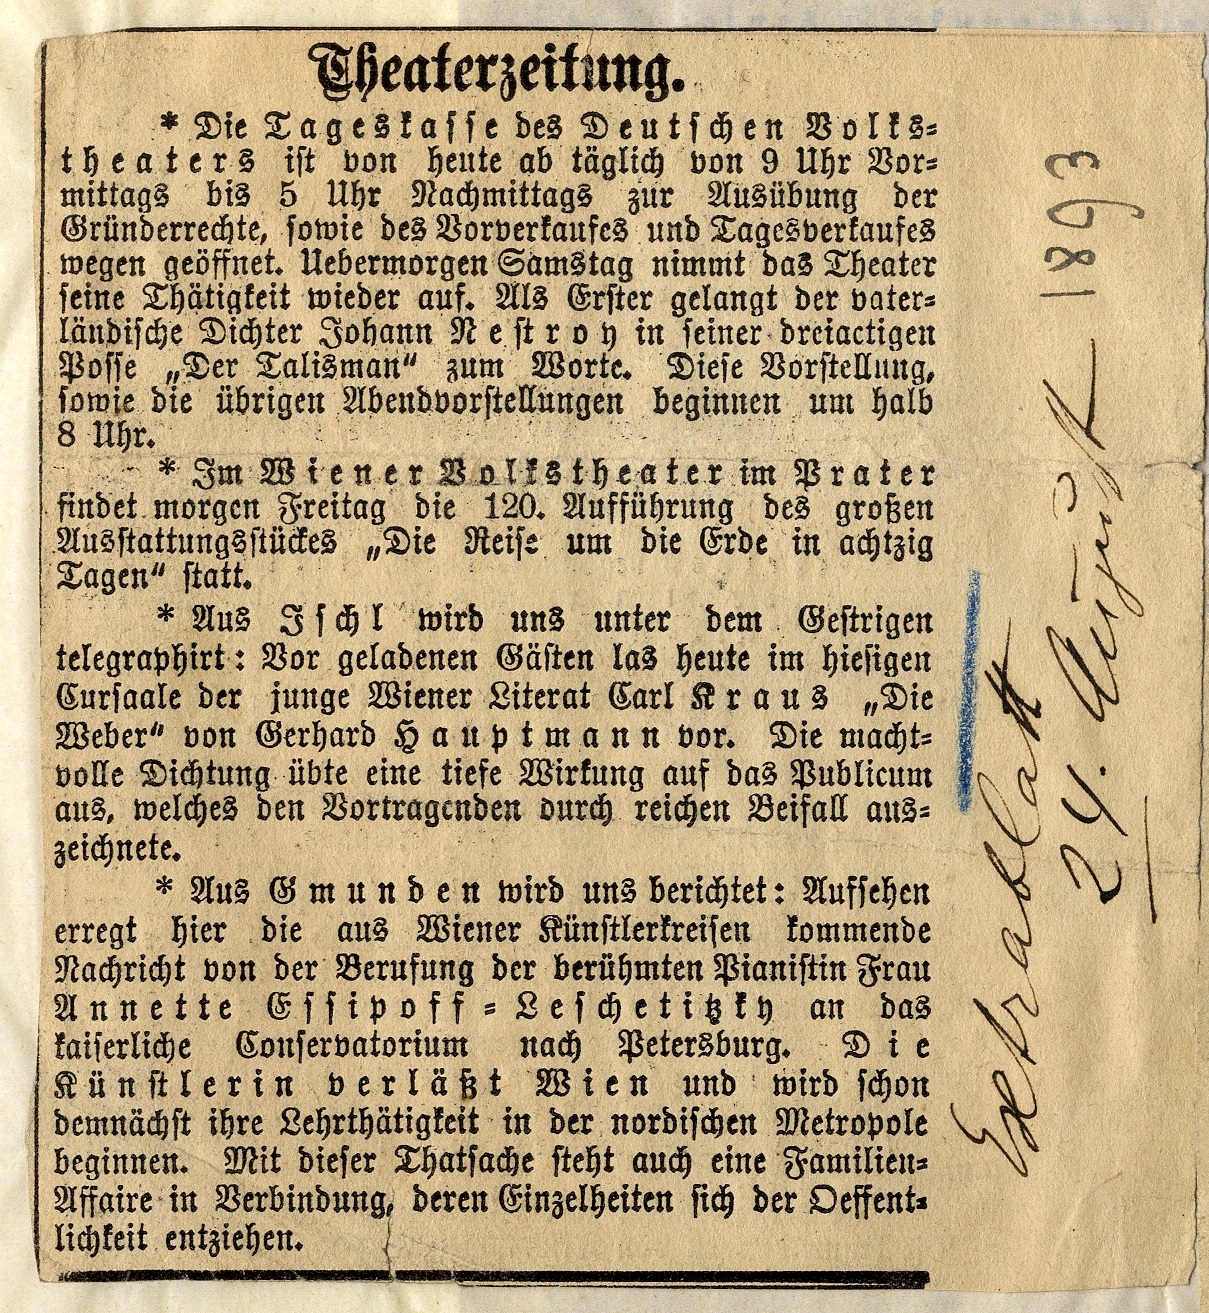 Theaterzeitung.
* Die Tageskasse des Deutschen Volks-
theaters ist von heute ab täglich von 9 Uhr Vor-
mittags bis 5 Uhr Nachmittags zur Ausübung der
Gründerrechte, sowie des Vorverkaufes und Tagesverkaufes
wegen geöffnet. Uebermorgen Samstag nimmt das Theater
seine Thätigkeit wieder auf. Als Erster gelangt der vater-
ländische Dichter Johann Nestroy in seiner dreiactigen
Posse „Der Talisman“ zum Worte. Diese Vorstellung,
sowie die übrigen Abendvorstellungen beginnen um halb
8 Uhr.
* Im Wiener Volkstheater im Prater
findet morgen Freitag die 120. Aufführung des großen
Ausstattungsstückes „Die Reise um die Erde in achtzig
Tagen“ statt.
* Aus Ischl wird uns unter dem Gestrigen
telegraphirt: Vor geladenen Gästen las heute im hiesigen
Cursaale der junge Wiener Literat Carl Kraus „Die
Weber“ von Gerhard Hauptmann vor. Die macht-
volle Dichtung übte eine tiefe Wirkung auf das Publicum
aus, welches den Vortragenden durch reichen Beifall aus-
zeichnete.
* Aus Gmunden wird uns berichtet: Aufsehen
erregt hier die aus Wiener Künstlerkreisen kommende
Nachricht von der Berufung der berühmten Pianistin Frau
Annette Essipoff-Leschetitzky an das
kaiserliche Conservatorium nach Petersburg. Die
Künstlerin verläßt Wien und wird schon
demnächst ihre Lehrthätigkeit in der nordischen Metropole
beginnen. Mit dieser Thatsache steht auch eine Familien-
Affaire in Verbindung, deren Einzelheiten sich der Oeffent-
lichkeit entziehen.
Extrablatt
24. August 1893